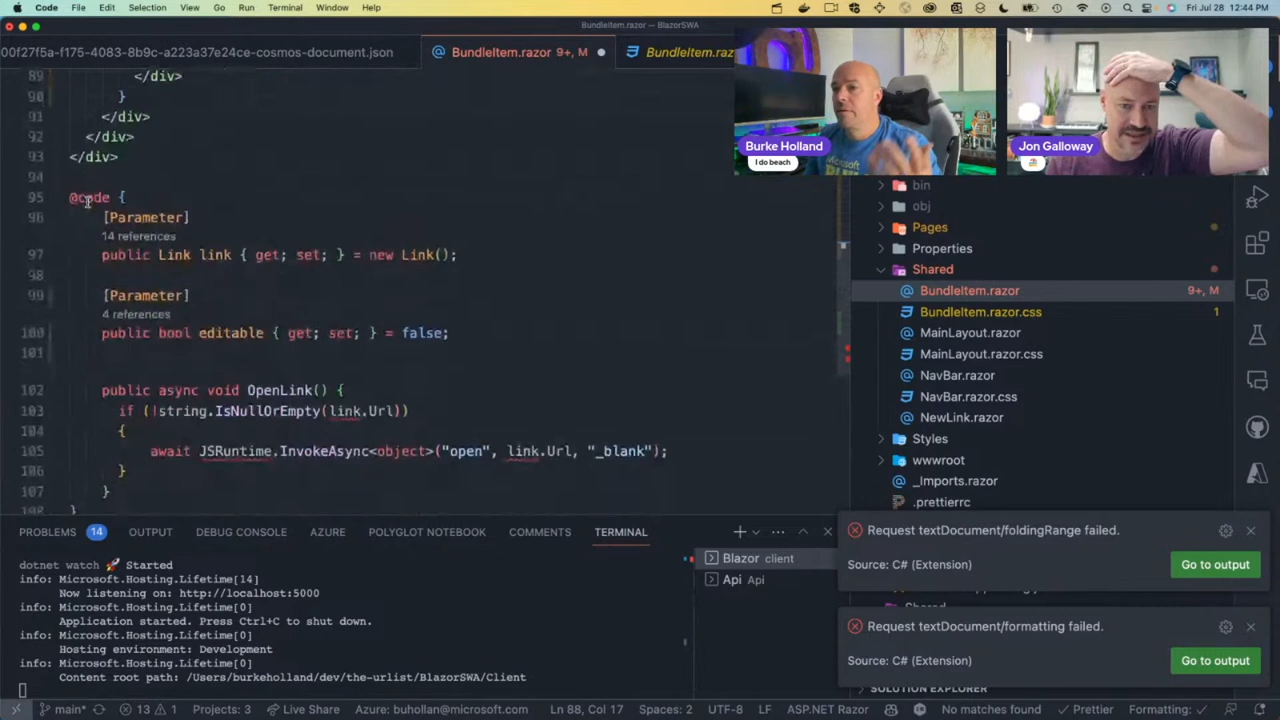 Code File Edit Selection View Go Run Terminal Window Help
Fri Jul 28 12:44 PM
BundleItem.razor — BlazorSWA
00f27f5a-f175-4083-8b9c-a223a37e24ce-cosmos-document.json
BundleItem.razor 9+, M
BundleItem.raz
Burke Holland
I do beach
Jon Galloway
89 </div>
90 }
91 </div>
92 </div>
93 </div>
94
95 @code {
96 [Parameter]
14 references
97 public Link link { get; set; } = new Link();
98
99 [Parameter]
4 references
100 public bool editable { get; set; } = false;
101
102 public async void OpenLink() {
103 if (!string.IsNullOrEmpty(link.Url))
104 {
105 await JSRuntime.InvokeAsync<object>("open", link.Url, "_blank");
106 }
107 }
108 }
bin
obj
Pages
Properties
Shared
BundleItem.razor 9+, M
BundleItem.razor.css 1
MainLayout.razor
MainLayout.razor.css
NavBar.razor
NavBar.razor.css
NewLink.razor
Styles
wwwroot
_Imports.razor
.prettierrc
Shared
SOLUTION EXPLORER
PROBLEMS 14 OUTPUT DEBUG CONSOLE AZURE POLYGLOT NOTEBOOK COMMENTS TERMINAL
dotnet watch 🚀 Started
info: Microsoft.Hosting.Lifetime[14]
Now listening on: http://localhost:5000
info: Microsoft.Hosting.Lifetime[0]
Application started. Press Ctrl+C to shut down.
info: Microsoft.Hosting.Lifetime[0]
Hosting environment: Development
info: Microsoft.Hosting.Lifetime[0]
Content root path: /Users/burkeholland/dev/the-urlist/BlazorSWA/Client
Blazor client
Api Api
Request textDocument/foldingRange failed.
Source: C# (Extension)
Go to output
Request textDocument/formatting failed.
Source: C# (Extension)
Go to output
main* 13 1 Projects: 3 Live Share Azure: buhollan@microsoft.com Ln 88, Col 17 Spaces: 2 UTF-8 LF ASP.NET Razor No matches found Prettier Formatting: